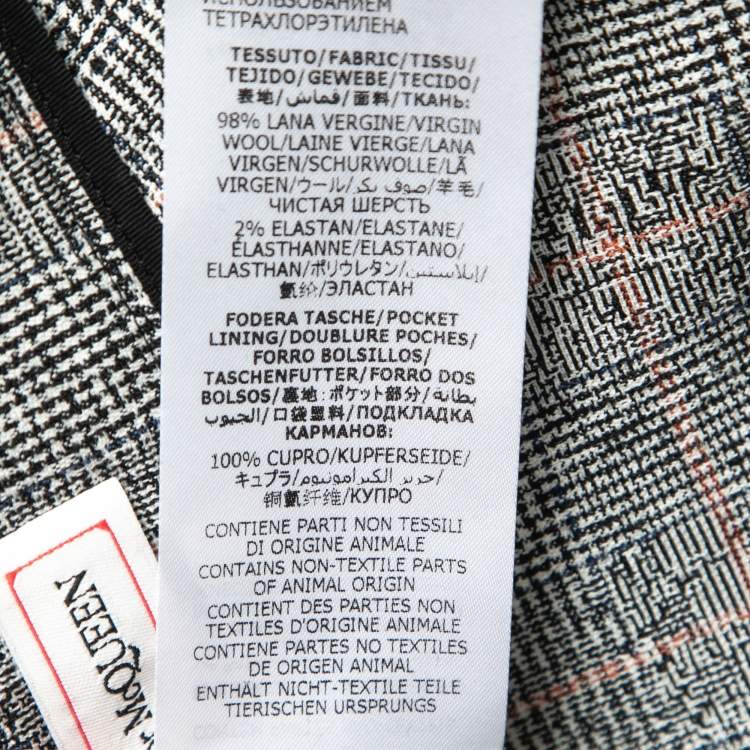 ИСПОЛЬЗОВАНИЕМ
ТЕТРАХЛОРЭТИЛЕНА
TESSUTO/FABRIC/TISSU/
TEJIDO/GEWEBE/TECIDO/
表地/قماش/面料/ТКАНЬ:
98% LANA VERGINE/VIRGIN
WOOL/LAINE VIERGE/LANA
VIRGEN/SCHURWOLLE/LÃ
VIRGEN/ウール/صوف بكر/羊毛/
ЧИСТАЯ ШЕРСТЬ
2% ELASTAN/ELASTANE/
ÉLASTHANNE/ELASTANO/
ELASTHAN/ポリウレタン/إيلاستين/
氨纶/ЭЛАСТАН
FODERA TASCHE/POCKET
LINING/DOUBLURE POCHES/
FORRO BOLSILLOS/
TASCHENFUTTER/FORRO DOS
BOLSOS/裏地:ポケット部分/بطانة
الجيوب/口袋里料/ПОДКЛАДКА
КАРМАНОВ:
100% CUPRO/KUPFERSEIDE/
キュプラ/حرير الكبرامونيوم/
铜氨纤维/КУПРО
CONTIENE PARTI NON TESSILI
DI ORIGINE ANIMALE
CONTAINS NON-TEXTILE PARTS
OF ANIMAL ORIGIN
CONTIENT DES PARTIES NON
TEXTILES D'ORIGINE ANIMALE
CONTIENE PARTES NO TEXTILES
DE ORIGEN ANIMAL
ENTHÄLT NICHT-TEXTILE TEILE
TIERISCHEN URSPRUNGS
McQUEEN